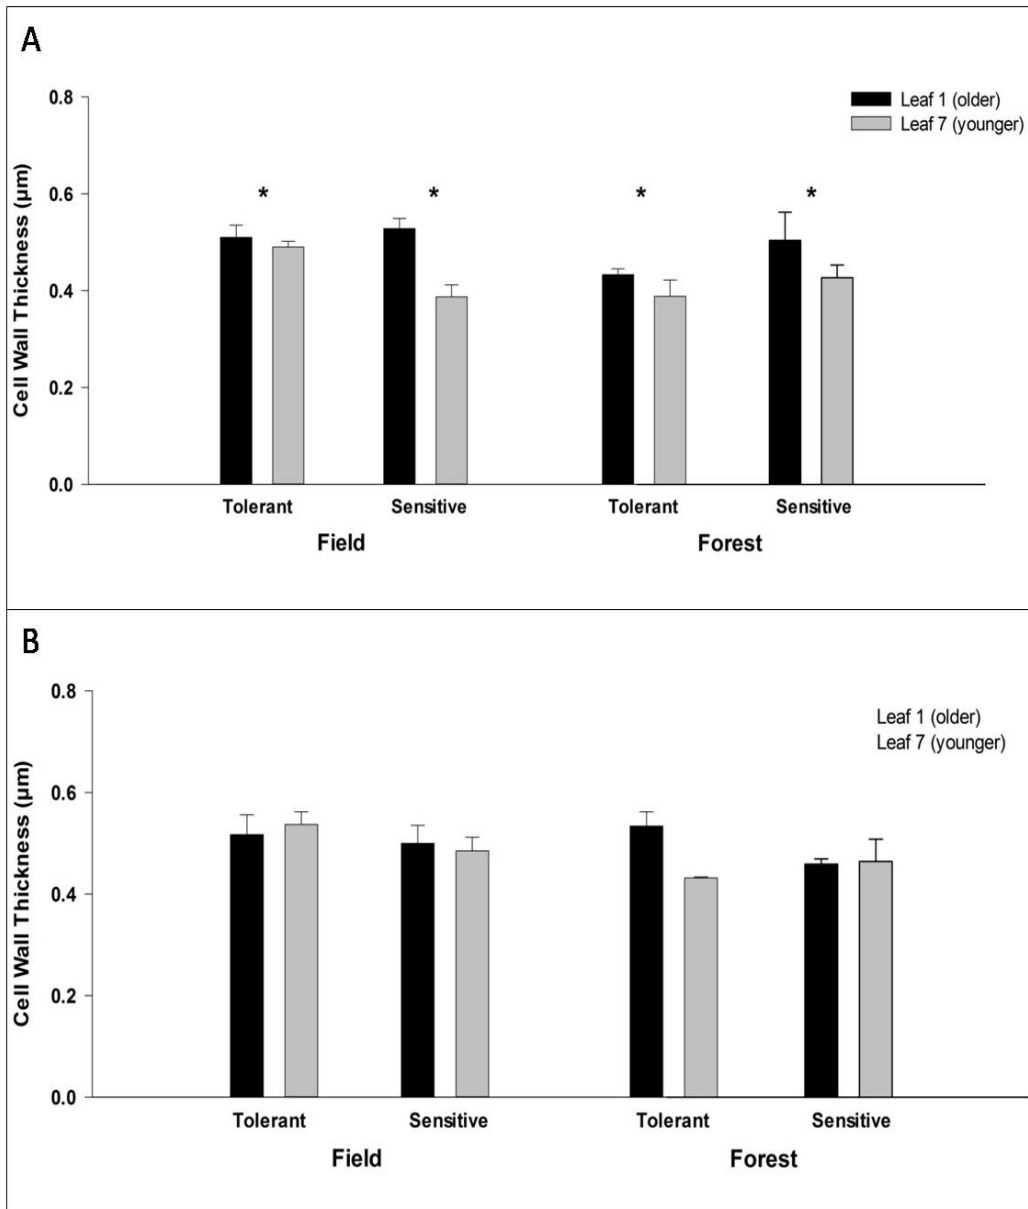 A
Leaf 1 (older)
Leaf 7 (younger)
Cell Wall Thickness (µm)
0.8
0.6
0.4
0.2
0.0
* * * *
Tolerant Sensitive Tolerant Sensitive
Field Forest
B
Leaf 1 (older)
Leaf 7 (younger)
Cell Wall Thickness (µm)
0.8
0.6
0.4
0.2
0.0
Tolerant Sensitive Tolerant Sensitive
Field Forest